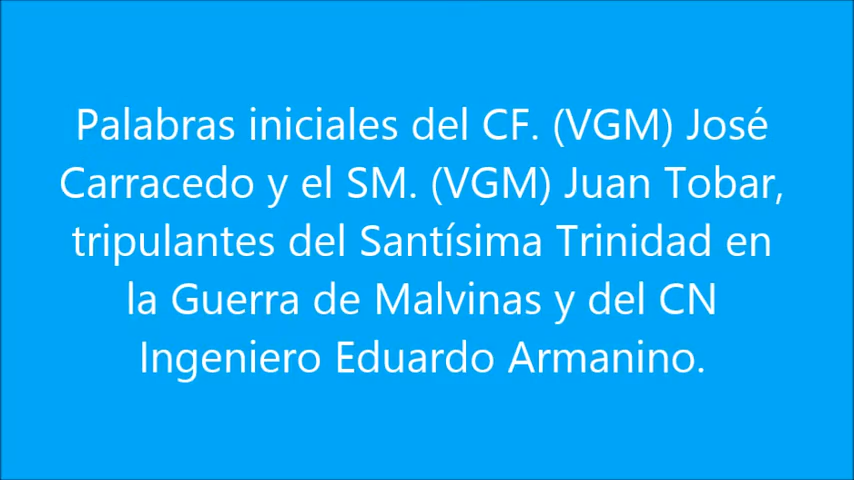 Palabras iniciales del CF. (VGM) José
Carracedo y el SM. (VGM) Juan Tobar,
tripulantes del Santísima Trinidad en
la Guerra de Malvinas y del CN
Ingeniero Eduardo Armanino.